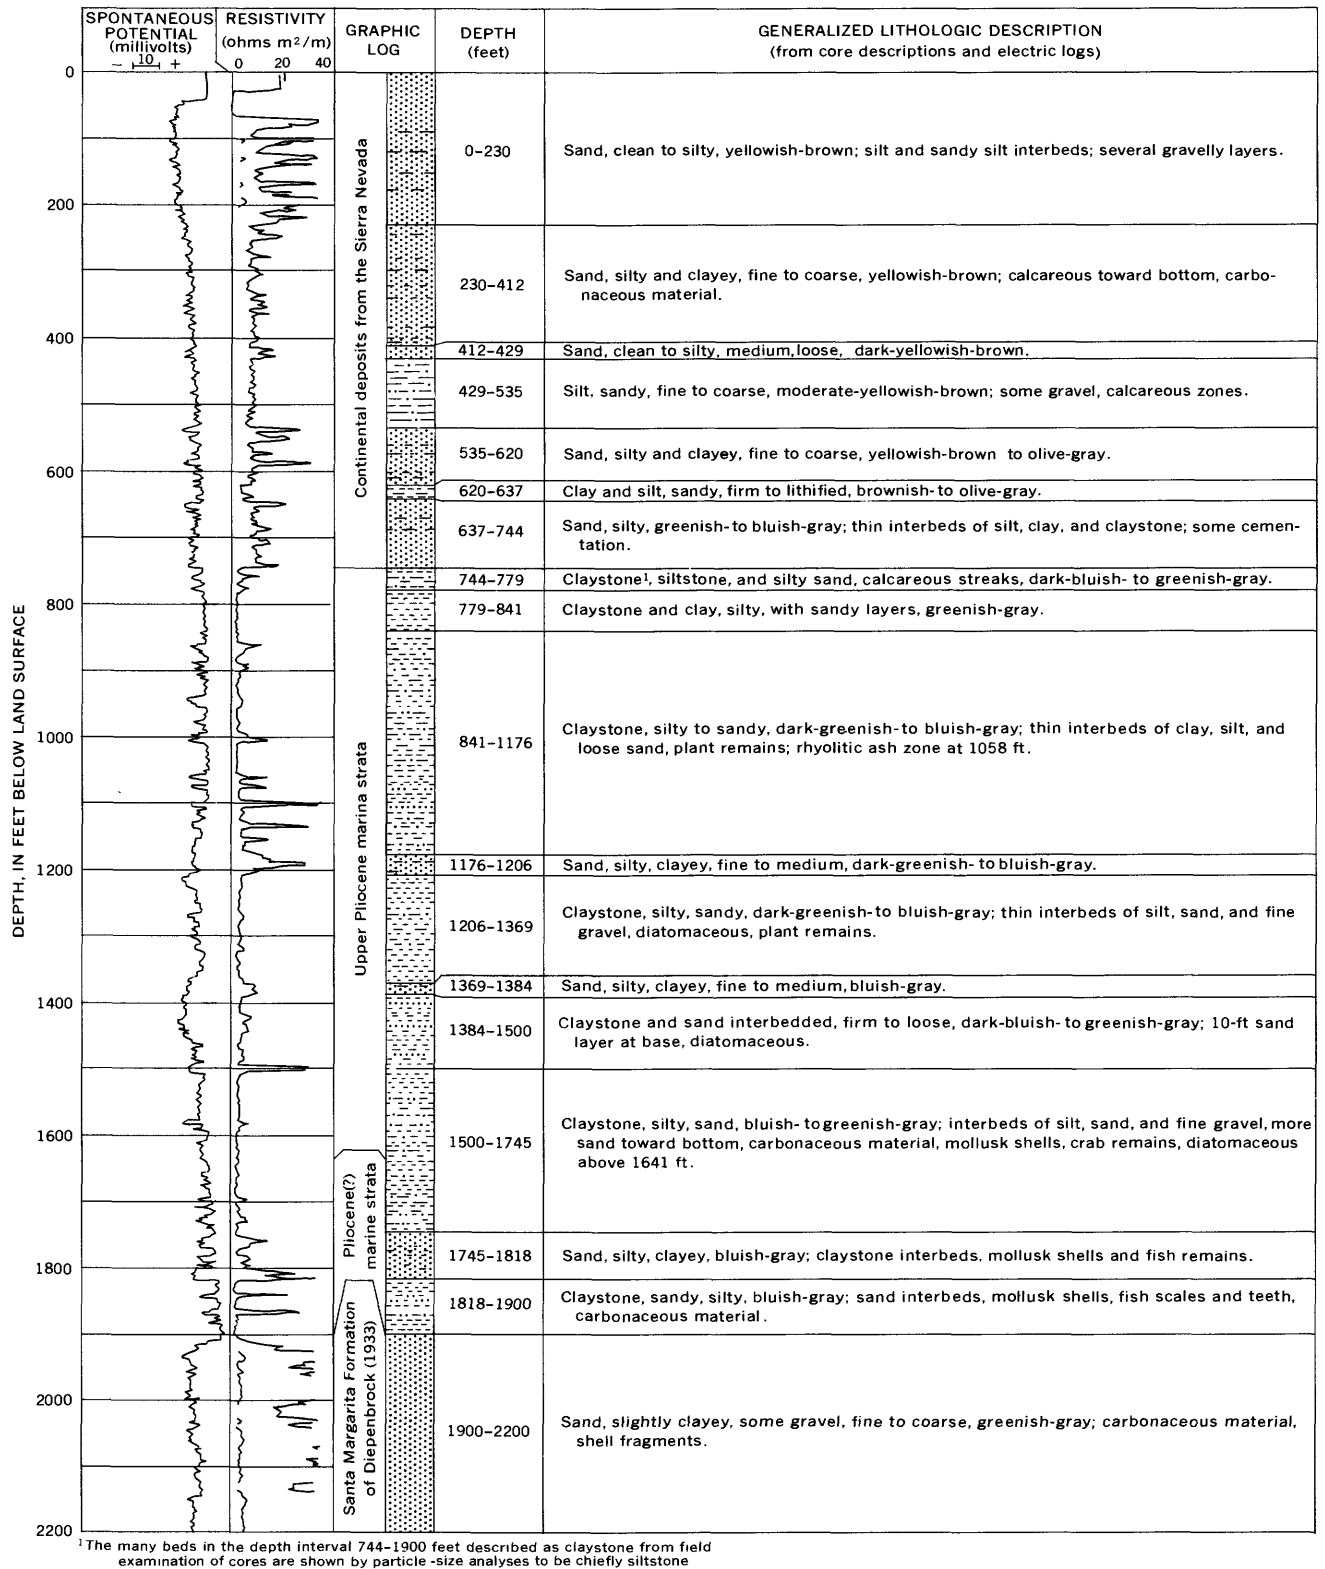 SPONTANEOUS POTENTIAL (millivolts)
− 10 +
RESISTIVITY (ohms m²/m)
0 20 40
GRAPHIC LOG
DEPTH (feet)
GENERALIZED LITHOLOGIC DESCRIPTION
(from core descriptions and electric logs)
DEPTH, IN FEET BELOW LAND SURFACE
0
200
400
600
800
1000
1200
1400
1600
1800
2000
2200
Continental deposits from the Sierra Nevada
Upper Pliocene marina strata
Pliocene(?)
marine strata
Santa Margarita Formation
of Diepenbrock (1933)
0-230
Sand, clean to silty, yellowish-brown; silt and sandy silt interbeds; several gravelly layers.
230-412
Sand, silty and clayey, fine to coarse, yellowish-brown; calcareous toward bottom, carbo-
naceous material.
412-429
Sand, clean to silty, medium, loose, dark-yellowish-brown.
429-535
Silt, sandy, fine to coarse, moderate-yellowish-brown; some gravel, calcareous zones.
535-620
Sand, silty and clayey, fine to coarse, yellowish-brown to olive-gray.
620-637
Clay and silt, sandy, firm to lithified, brownish-to olive-gray.
637-744
Sand, silty, greenish-to bluish-gray; thin interbeds of silt, clay, and claystone; some cemen-
tation.
744-779
Claystone¹, siltstone, and silty sand, calcareous streaks, dark-bluish- to greenish-gray.
779-841
Claystone and clay, silty, with sandy layers, greenish-gray.
841-1176
Claystone, silty to sandy, dark-greenish-to bluish-gray; thin interbeds of clay, silt, and
loose sand, plant remains; rhyolitic ash zone at 1058 ft.
1176-1206
Sand, silty, clayey, fine to medium, dark-greenish- to bluish-gray.
1206-1369
Claystone, silty, sandy, dark-greenish-to bluish-gray; thin interbeds of silt, sand, and fine
gravel, diatomaceous, plant remains.
1369-1384
Sand, silty, clayey, fine to medium, bluish-gray.
1384-1500
Claystone and sand interbedded, firm to loose, dark-bluish- to greenish-gray; 10-ft sand
layer at base, diatomaceous.
1500-1745
Claystone, silty, sand, bluish- to greenish-gray; interbeds of silt, sand, and fine gravel, more
sand toward bottom, carbonaceous material, mollusk shells, crab remains, diatomaceous
above 1641 ft.
1745-1818
Sand, silty, clayey, bluish-gray; claystone interbeds, mollusk shells and fish remains.
1818-1900
Claystone, sandy, silty, bluish-gray; sand interbeds, mollusk shells, fish scales and teeth,
carbonaceous material.
1900-2200
Sand, slightly clayey, some gravel, fine to coarse, greenish-gray; carbonaceous material,
shell fragments.
¹The many beds in the depth interval 744-1900 feet described as claystone from field
examination of cores are shown by particle-size analyses to be chiefly siltstone